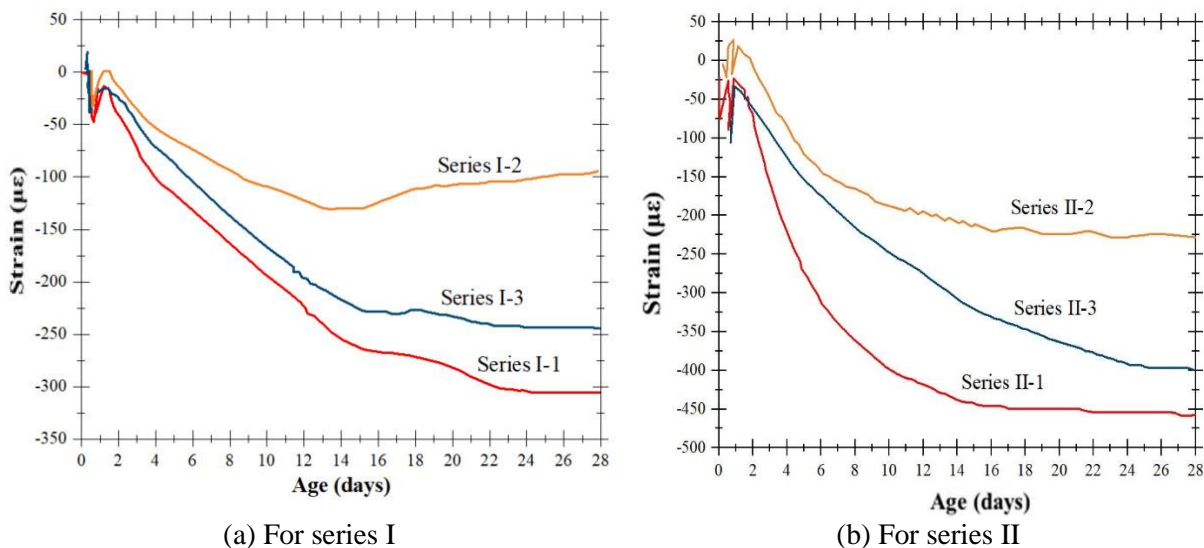 50
0
-50
-100
-150
-200
-250
-300
-350
Strain (με)
Series I-2
Series I-3
Series I-1
0 2 4 6 8 10 12 14 16 18 20 22 24 26 28
Age (days)
(a) For series I
50
0
50
-100
-150
-200
-250
-300
-350
-400
-450
-500
Strain (με)
Series II-2
Series II-3
Series II-1
0 2 4 6 8 10 12 14 16 18 20 22 24 26 28
Age (days)
(b) For series II